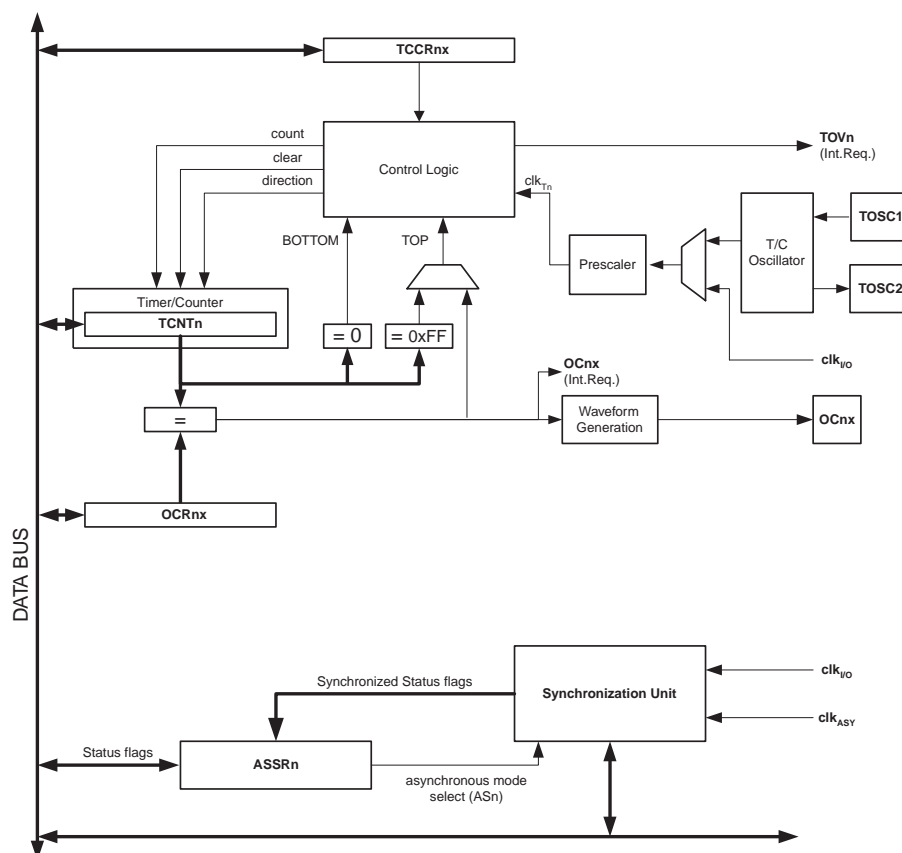 TCCRnx
count
clear
direction
Control Logic
TOVn
(Int.Req.)
clkTn
BOTTOM
TOP
Prescaler
T/C
Oscillator
TOSC1
TOSC2
clkI/O
Timer/Counter
TCNTn
= 0
= 0xFF
OCnx
(Int.Req.)
=
Waveform
Generation
OCnx
OCRnx
DATA BUS
Synchronized Status flags
Synchronization Unit
clkI/O
clkASY
Status flags
ASSRn
asynchronous mode
select (ASn)